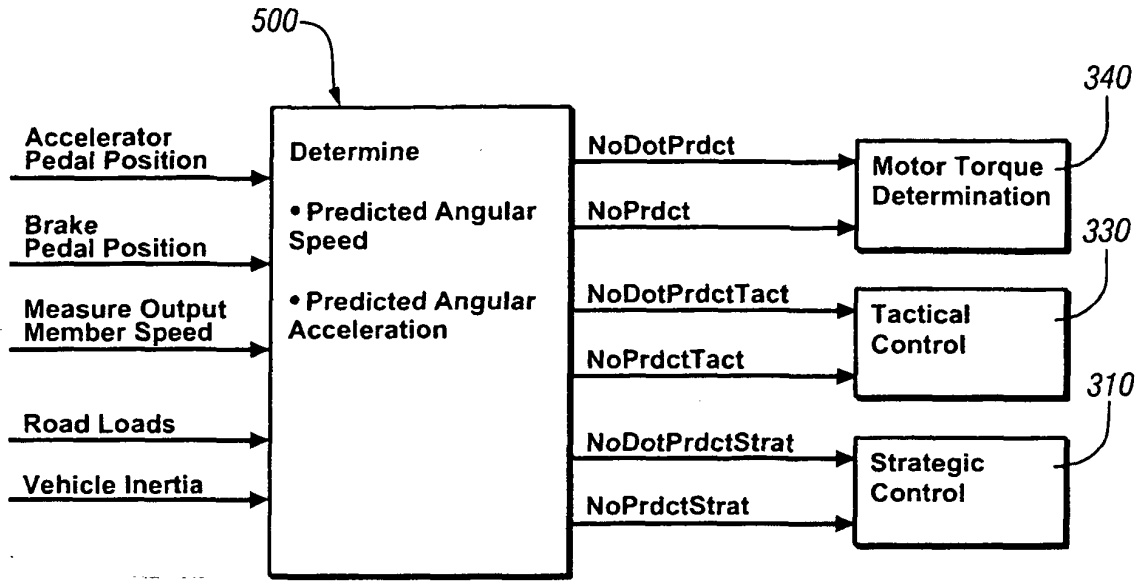 500
Accelerator
Pedal Position
Brake
Pedal Position
Measure Output
Member Speed
Road Loads
Vehicle Inertia
Determine
• Predicted Angular
Speed
• Predicted Angular
Acceleration
NoDotPrdct
NoPrdct
NoDotPrdctTact
NoPrdctTact
NoDotPrdctStrat
NoPrdctStrat
340
Motor Torque
Determination
330
Tactical
Control
310
Strategic
Control